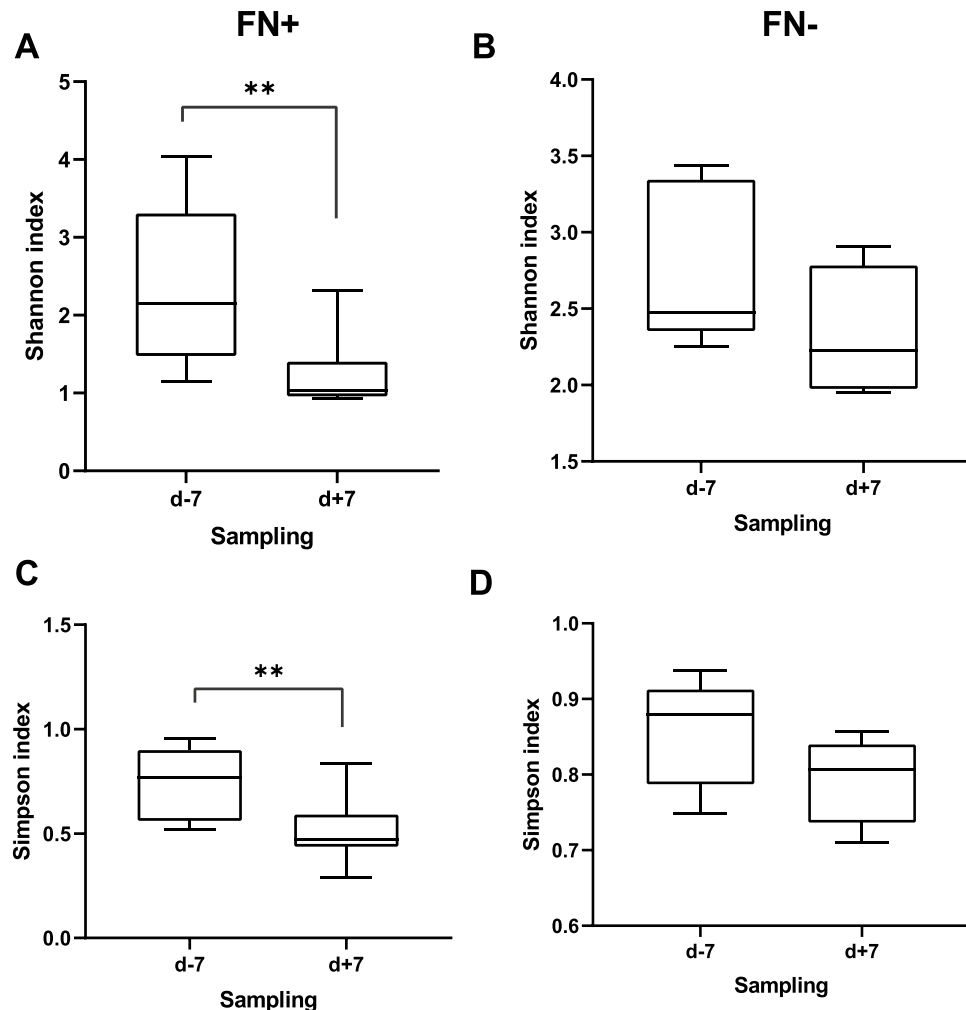 FN+
FN-
A
B
5
4
3
2
1
0
Shannon index
**
d-7
d+7
Sampling
4.0
3.5
3.0
2.5
2.0
1.5
Shannon index
d-7
d+7
Sampling
C
D
1.5
1.0
0.5
0.0
Simpson index
**
d-7
d+7
Sampling
1.0
0.9
0.8
0.7
0.6
Simpson index
d-7
d+7
Sampling